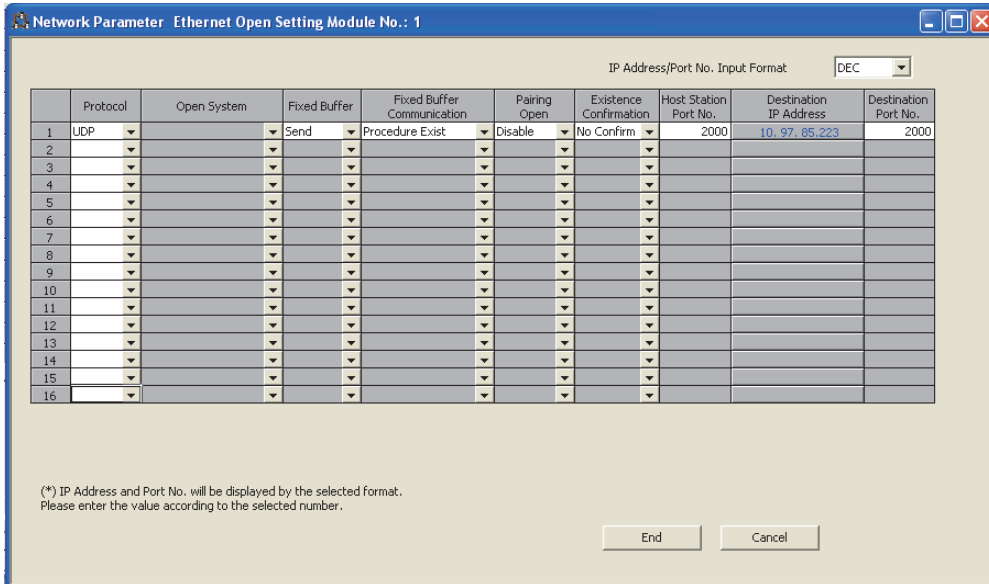 Network Parameter Ethernet Open Setting Module No.: 1
IP Address/Port No. Input Format DEC
Protocol Open System Fixed Buffer Fixed Buffer Communication Pairing Open Existence Confirmation Host Station Port No. Destination IP Address Destination Port No.
1 UDP Send Procedure Exist Disable No Confirm 2000 10. 97. 85.223 2000
2
3
4
5
6
7
8
9
10
11
12
13
14
15
16
(*) IP Address and Port No. will be displayed by the selected format.
Please enter the value according to the selected number.
End Cancel